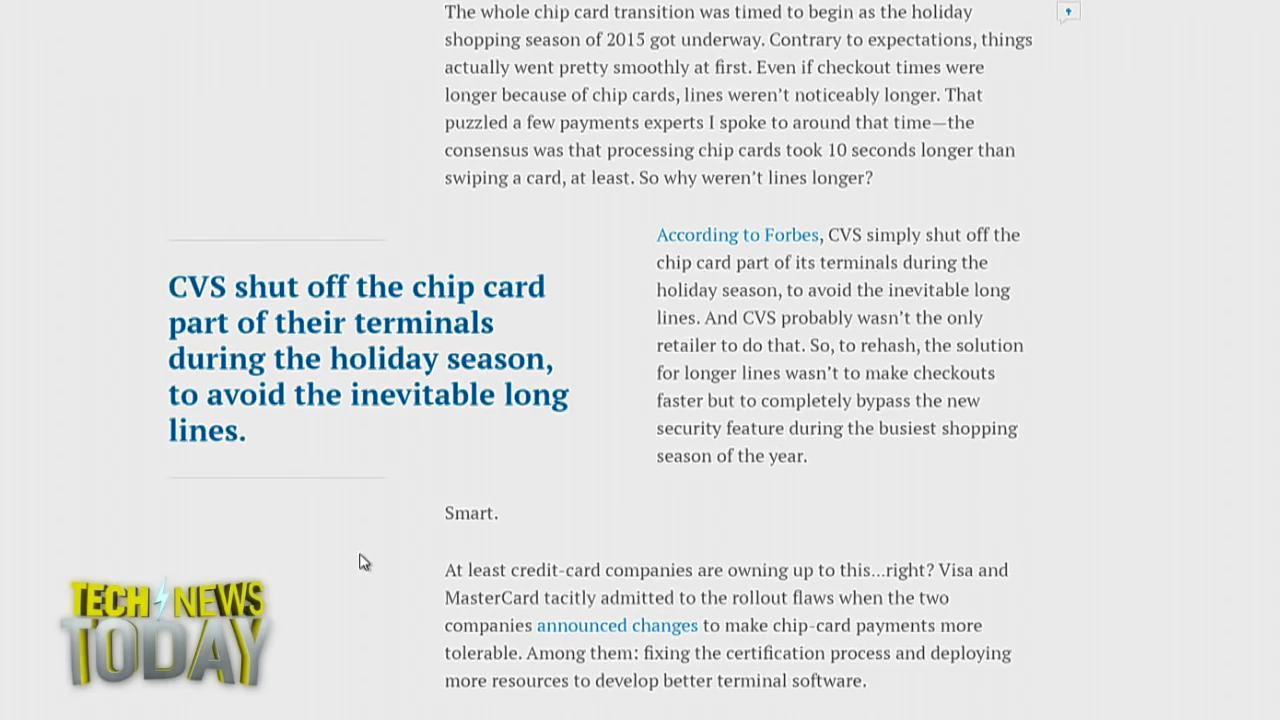 The whole chip card transition was timed to begin as the holiday
shopping season of 2015 got underway. Contrary to expectations, things
actually went pretty smoothly at first. Even if checkout times were
longer because of chip cards, lines weren’t noticeably longer. That
puzzled a few payments experts I spoke to around that time—the
consensus was that processing chip cards took 10 seconds longer than
swiping a card, at least. So why weren’t lines longer?
CVS shut off the chip card
part of their terminals
during the holiday season,
to avoid the inevitable long
lines.
According to Forbes, CVS simply shut off the
chip card part of its terminals during the
holiday season, to avoid the inevitable long
lines. And CVS probably wasn’t the only
retailer to do that. So, to rehash, the solution
for longer lines wasn’t to make checkouts
faster but to completely bypass the new
security feature during the busiest shopping
season of the year.
Smart.
At least credit-card companies are owning up to this...right? Visa and
MasterCard tacitly admitted to the rollout flaws when the two
companies announced changes to make chip-card payments more
tolerable. Among them: fixing the certification process and deploying
more resources to develop better terminal software.
TECH NEWS
TODAY